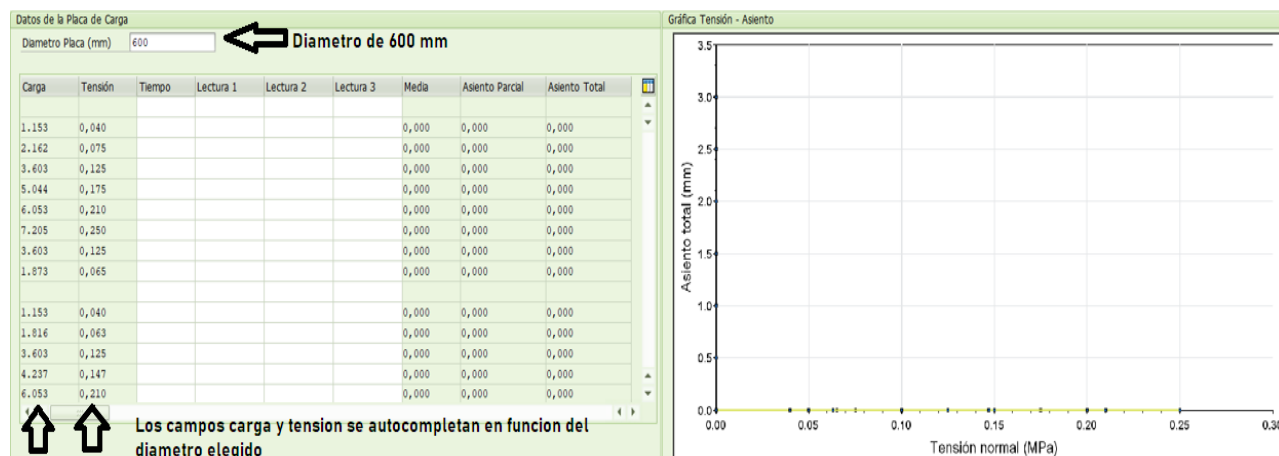 Datos de la Placa de Carga
Diametro Placa (mm) 600
Diametro de 600 mm
Carga Tensión Tiempo Lectura 1 Lectura 2 Lectura 3 Media Asiento Parcial Asiento Total
1.153 0,040 0,000 0,000 0,000
2.162 0,075 0,000 0,000 0,000
3.603 0,125 0,000 0,000 0,000
5.044 0,175 0,000 0,000 0,000
6.053 0,210 0,000 0,000 0,000
7.205 0,250 0,000 0,000 0,000
3.603 0,125 0,000 0,000 0,000
1.873 0,065 0,000 0,000 0,000
1.153 0,040 0,000 0,000 0,000
1.816 0,063 0,000 0,000 0,000
3.603 0,125 0,000 0,000 0,000
4.237 0,147 0,000 0,000 0,000
6.053 0,210 0,000 0,000 0,000
Los campos carga y tension se autocompletan en funcion del
diametro elegido
Gráfica Tensión - Asiento
Asiento total (mm)
3.5
3.0
2.5
2.0
1.5
1.0
0.5
0.0
0.00 0.05 0.10 0.15 0.20 0.25 0.30
Tensión normal (MPa)